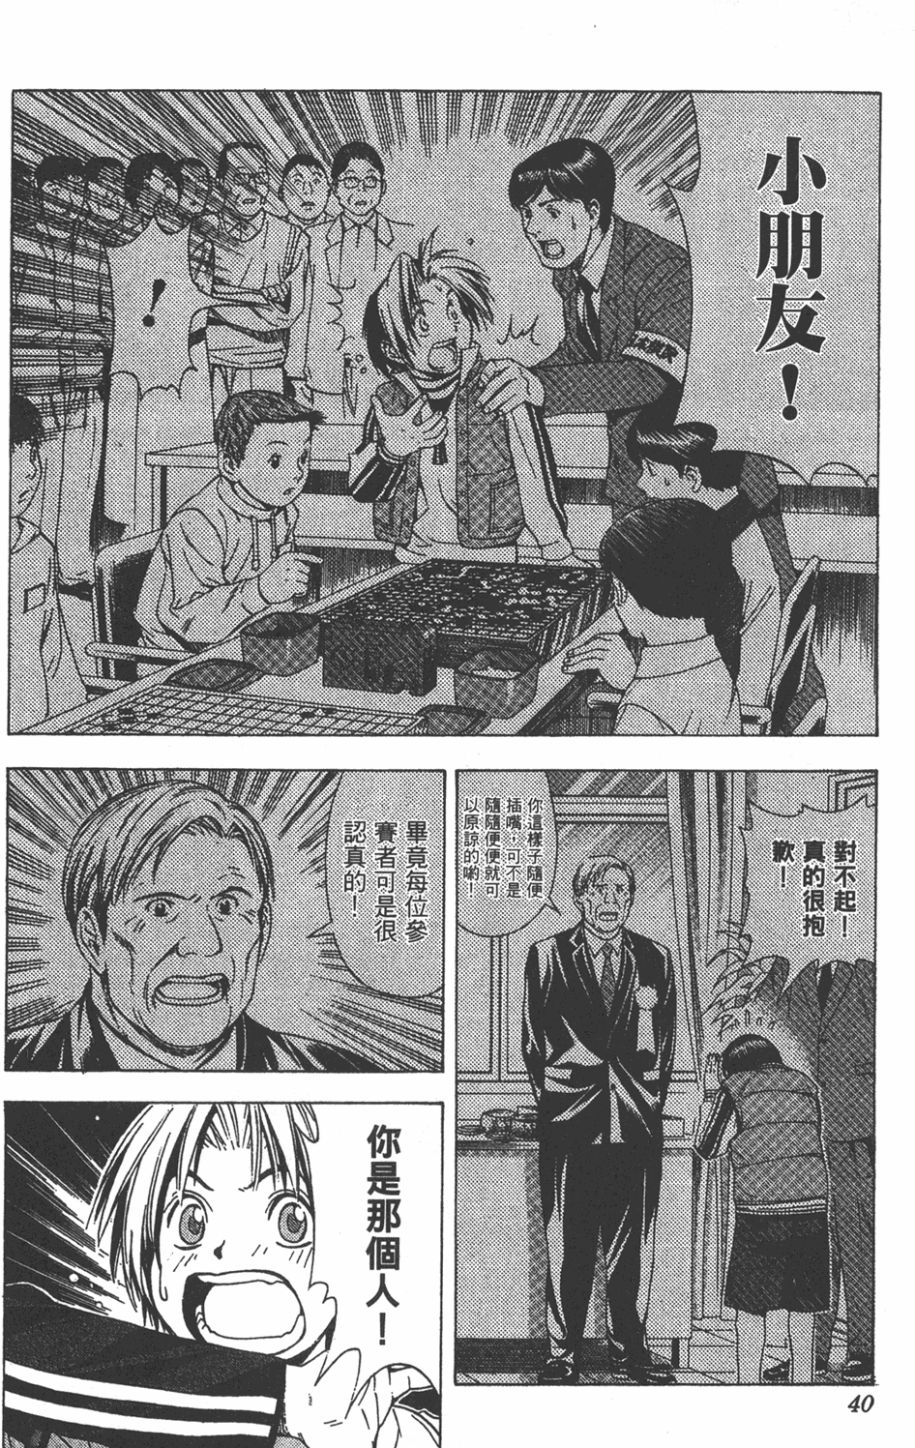 小朋友！
！
對不起！
真的很抱
歉！
你這樣子隨便
插嘴，可不是
隨隨便便就可
以原諒的喲！
畢竟每位參
賽者可是很
認真的！
你是那個人！
40